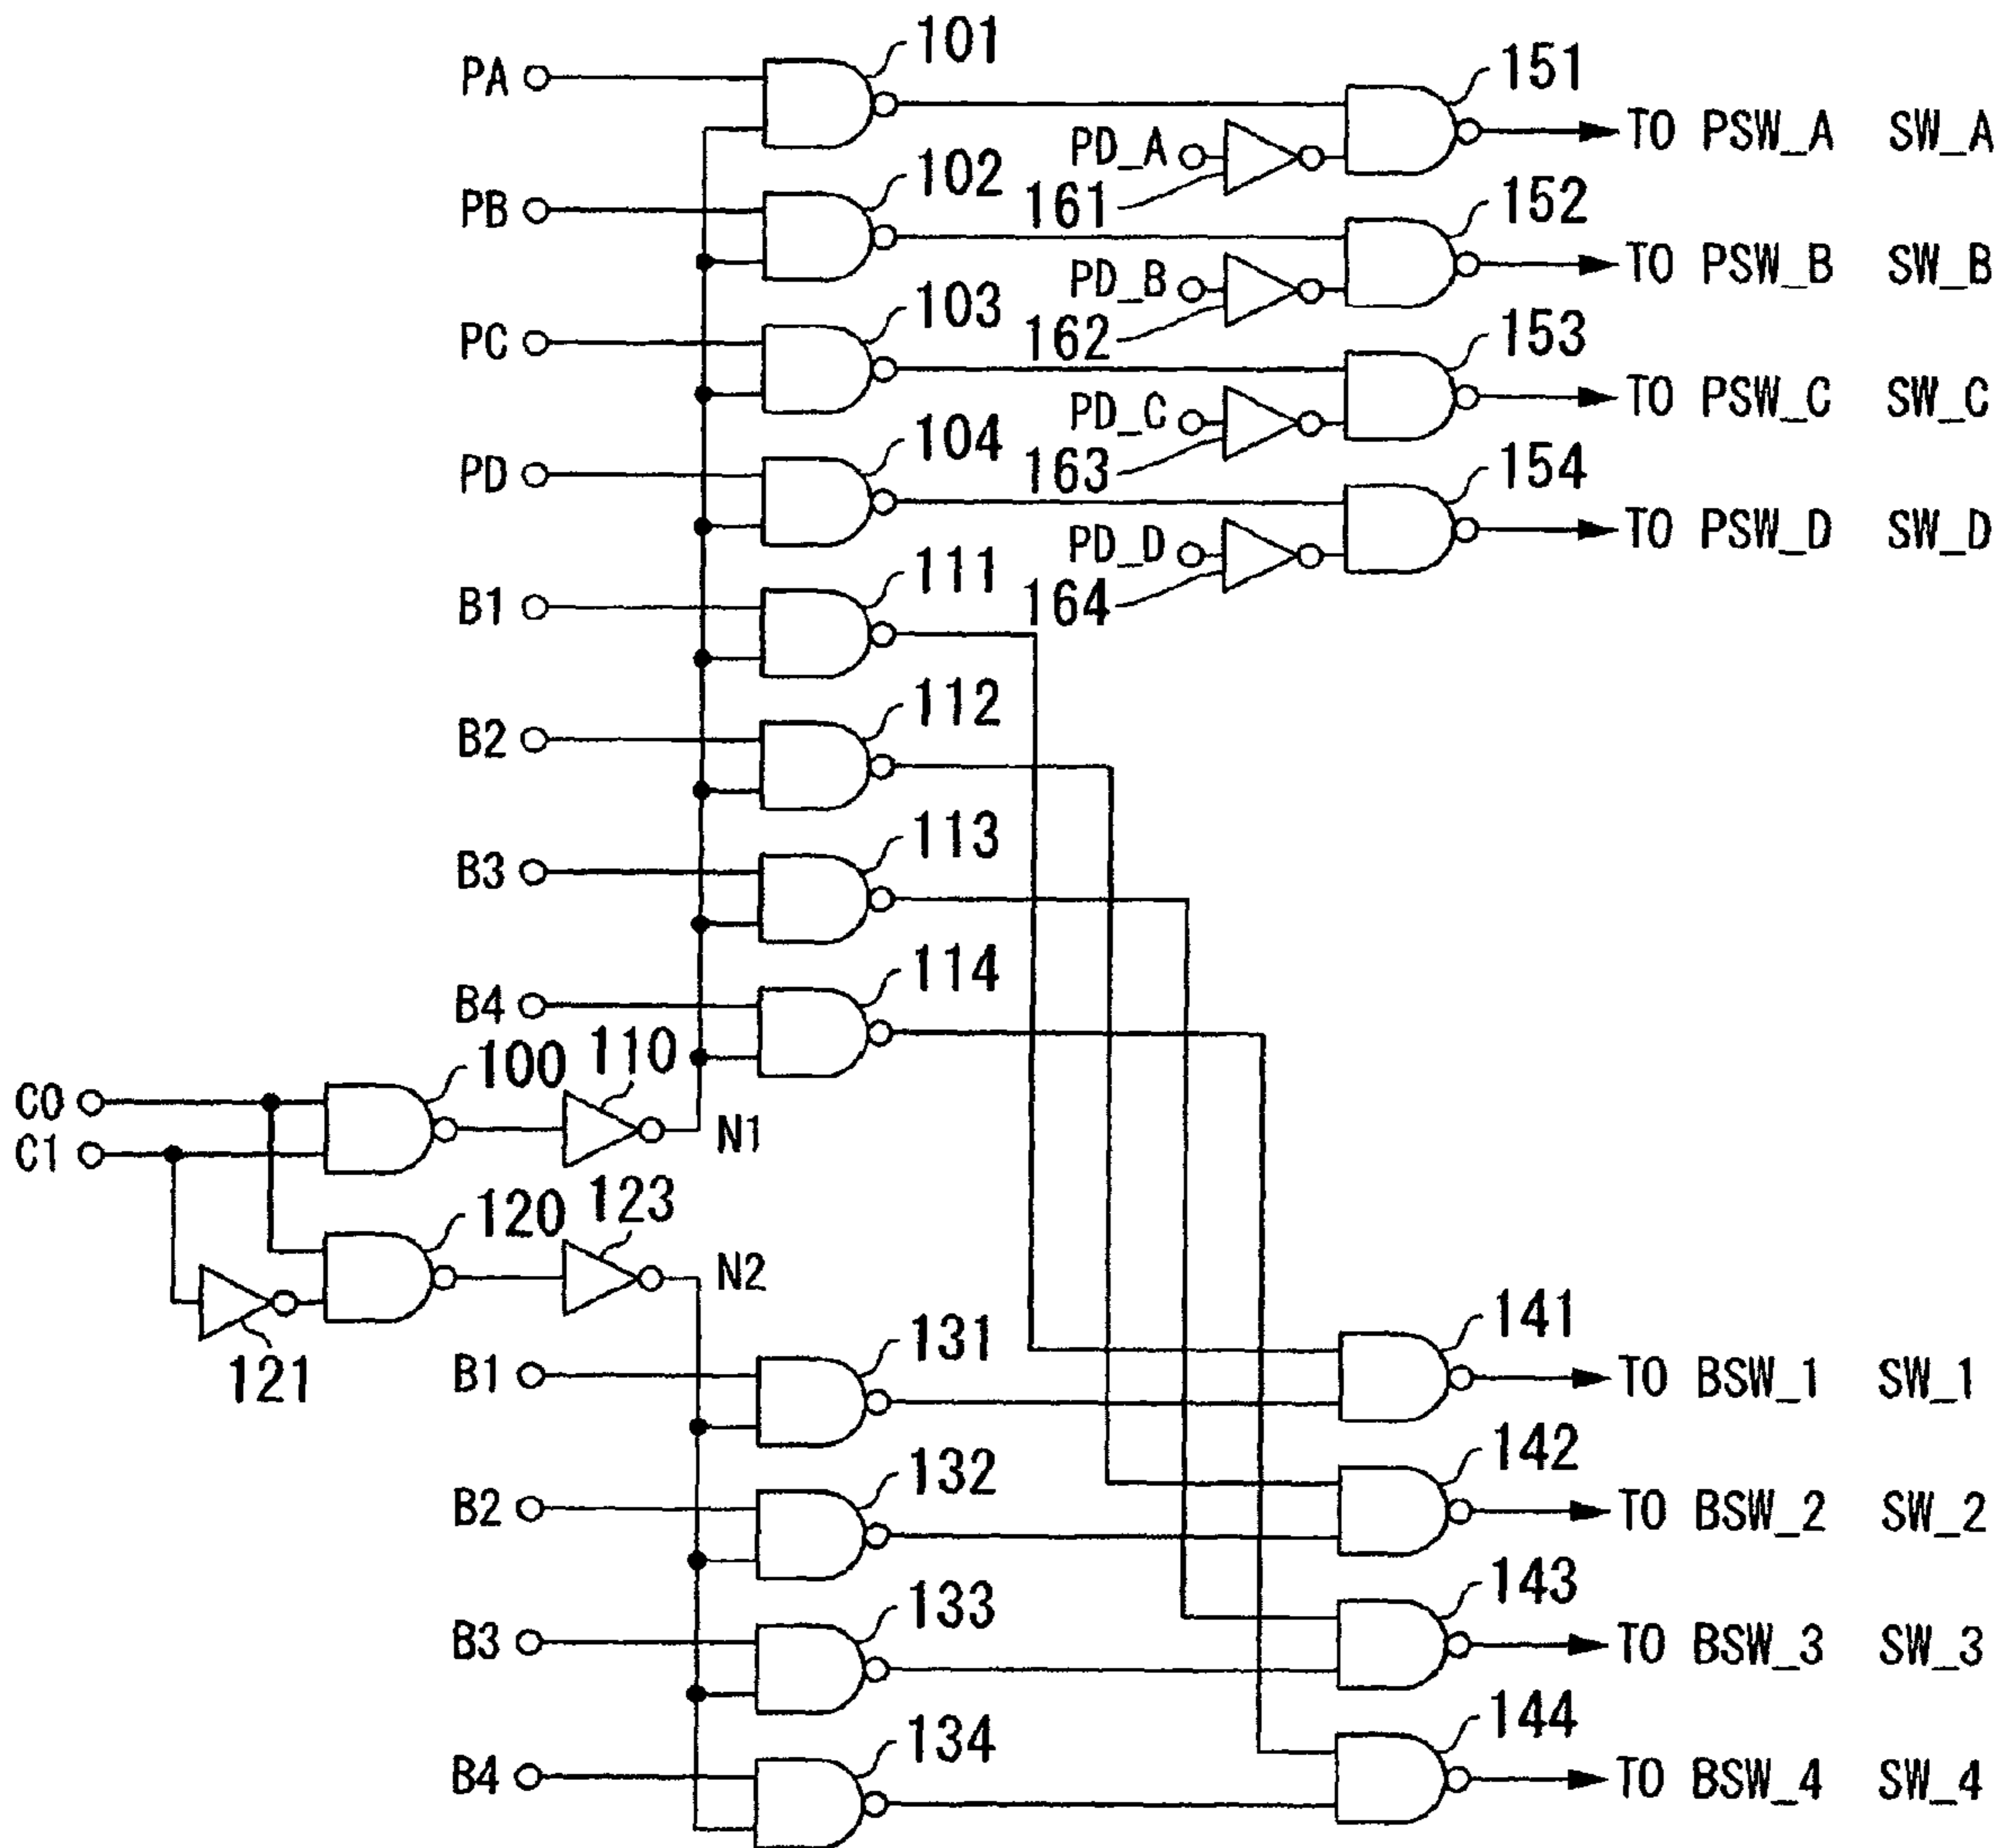 101
PA
151
TO PSW_A SW_A
PD_A
161
102
PB
152
TO PSW_B SW_B
PD_B
162
103
PC
153
TO PSW_C SW_C
PD_C
163
104
PD
154
TO PSW_D SW_D
PD_D
164
111
B1
112
B2
113
B3
114
B4
100
110
C0
C1
N1
120
123
N2
121
131
B1
141
TO BSW_1 SW_1
132
B2
142
TO BSW_2 SW_2
133
B3
143
TO BSW_3 SW_3
134
B4
144
TO BSW_4 SW_4